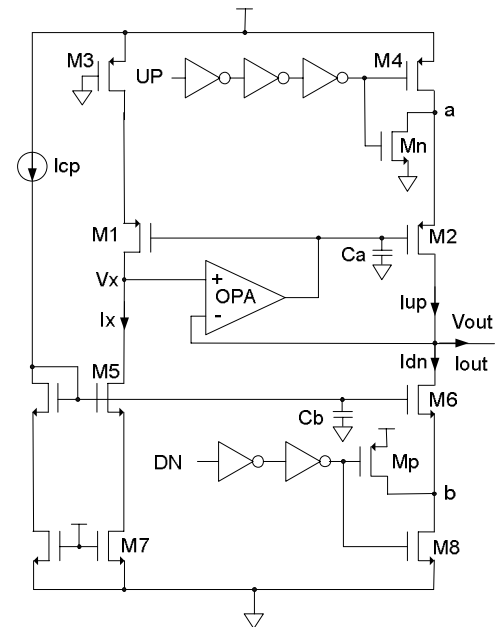 M3
UP
M4
a
Mn
Icp
M1
M2
Ca
Vx
+
OPA
-
Iup
Ix
Vout
Idn
Iout
M5
M6
Cb
DN
Mp
b
M7
M8